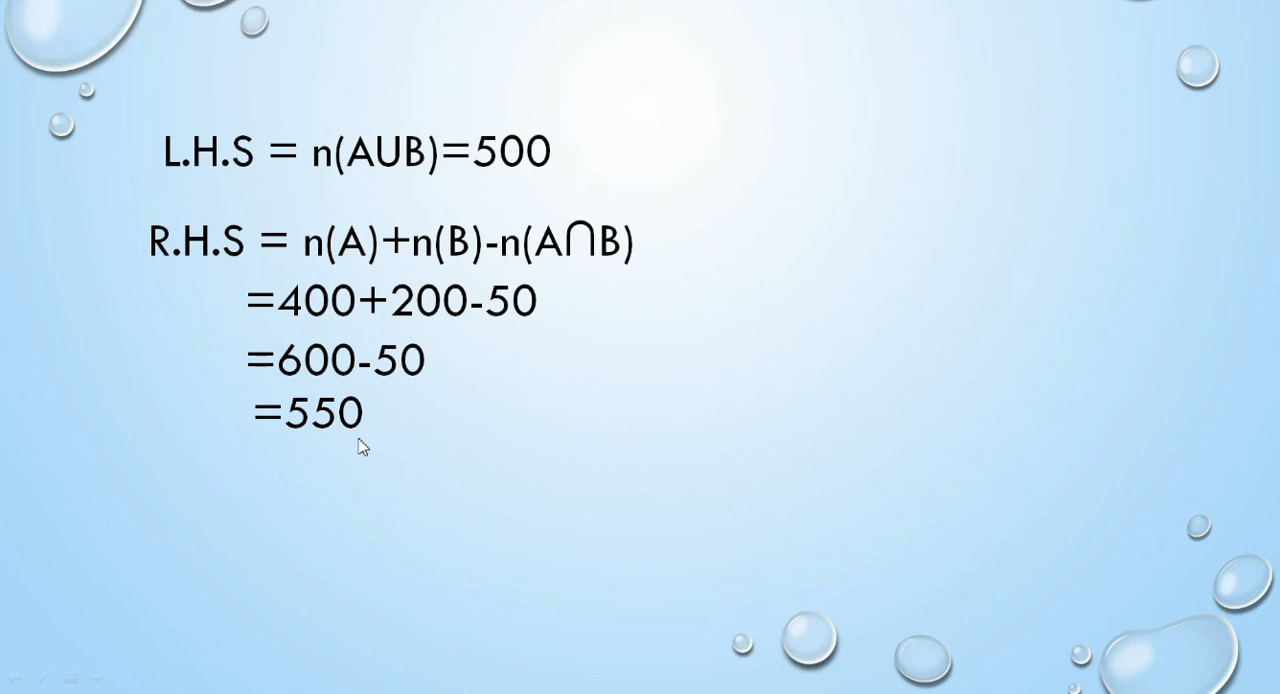 L.H.S = n(AUB)=500
R.H.S = n(A)+n(B)-n(A∩B)
=400+200-50
=600-50
=550